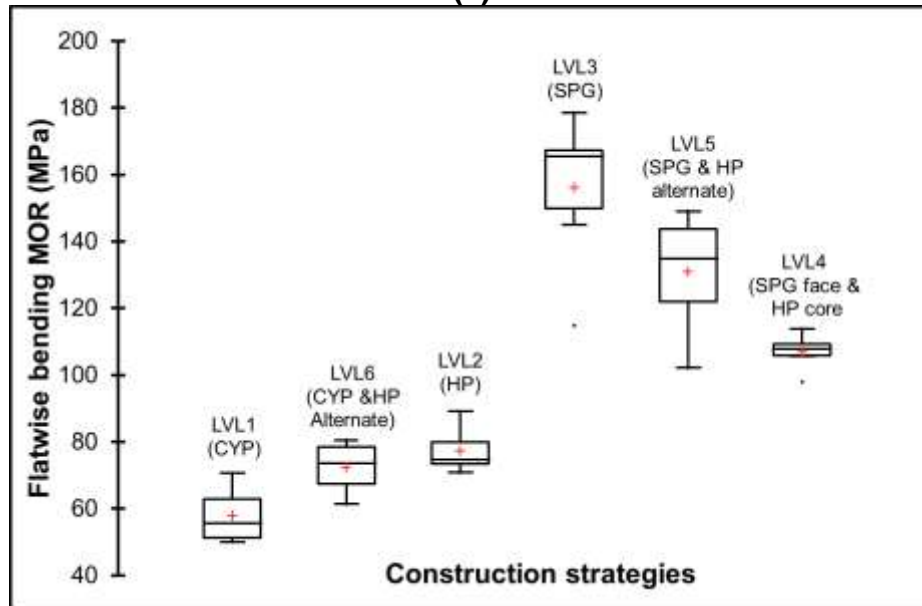 Flatwise bending MOR (MPa)
200
180
160
140
120
100
80
60
40
LVL1
(CYP)
LVL6
(CYP &HP
Alternate)
LVL2
(HP)
LVL3
(SPG)
LVL5
(SPG & HP
alternate)
LVL4
(SPG face &
HP core
Construction strategies